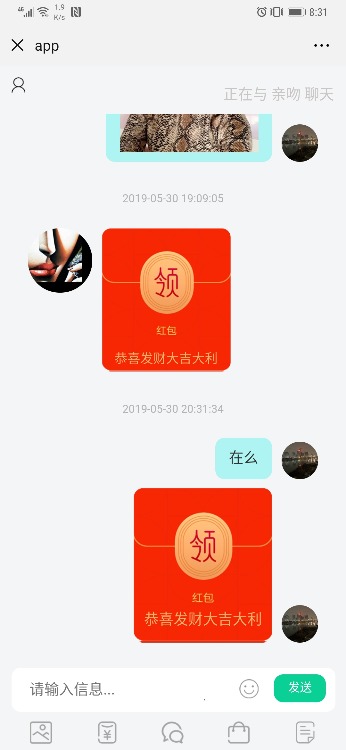 4G 1.9 K/s 8:31
app
正在与 亲吻 聊天
2019-05-30 19:09:05
领
红包
恭喜发财大吉大利
2019-05-30 20:31:34
在么
领
红包
恭喜发财大吉大利
请输入信息...
发送